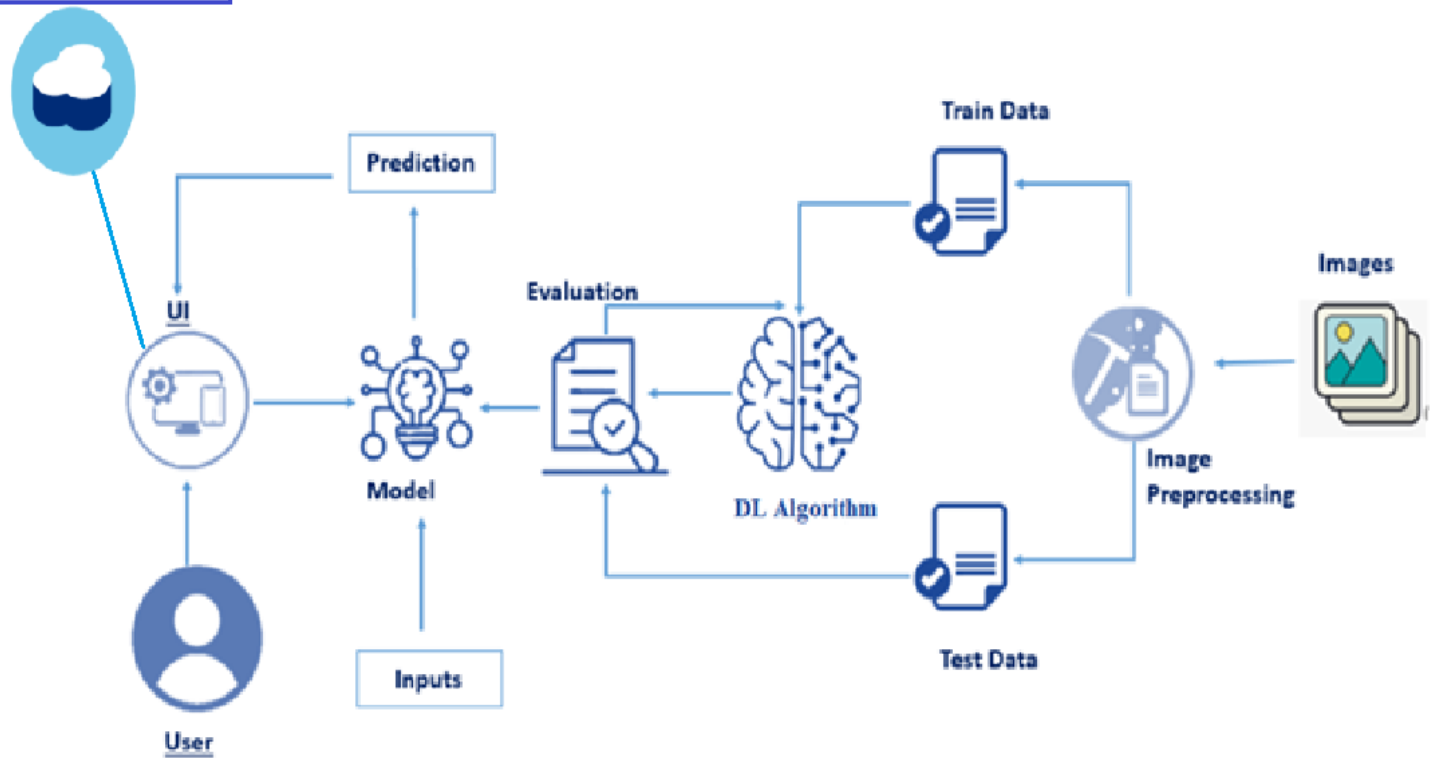 Train Data
Prediction
Images
Evaluation
UI
Image
Preprocessing
Model
DL Algorithm
Test Data
Inputs
User